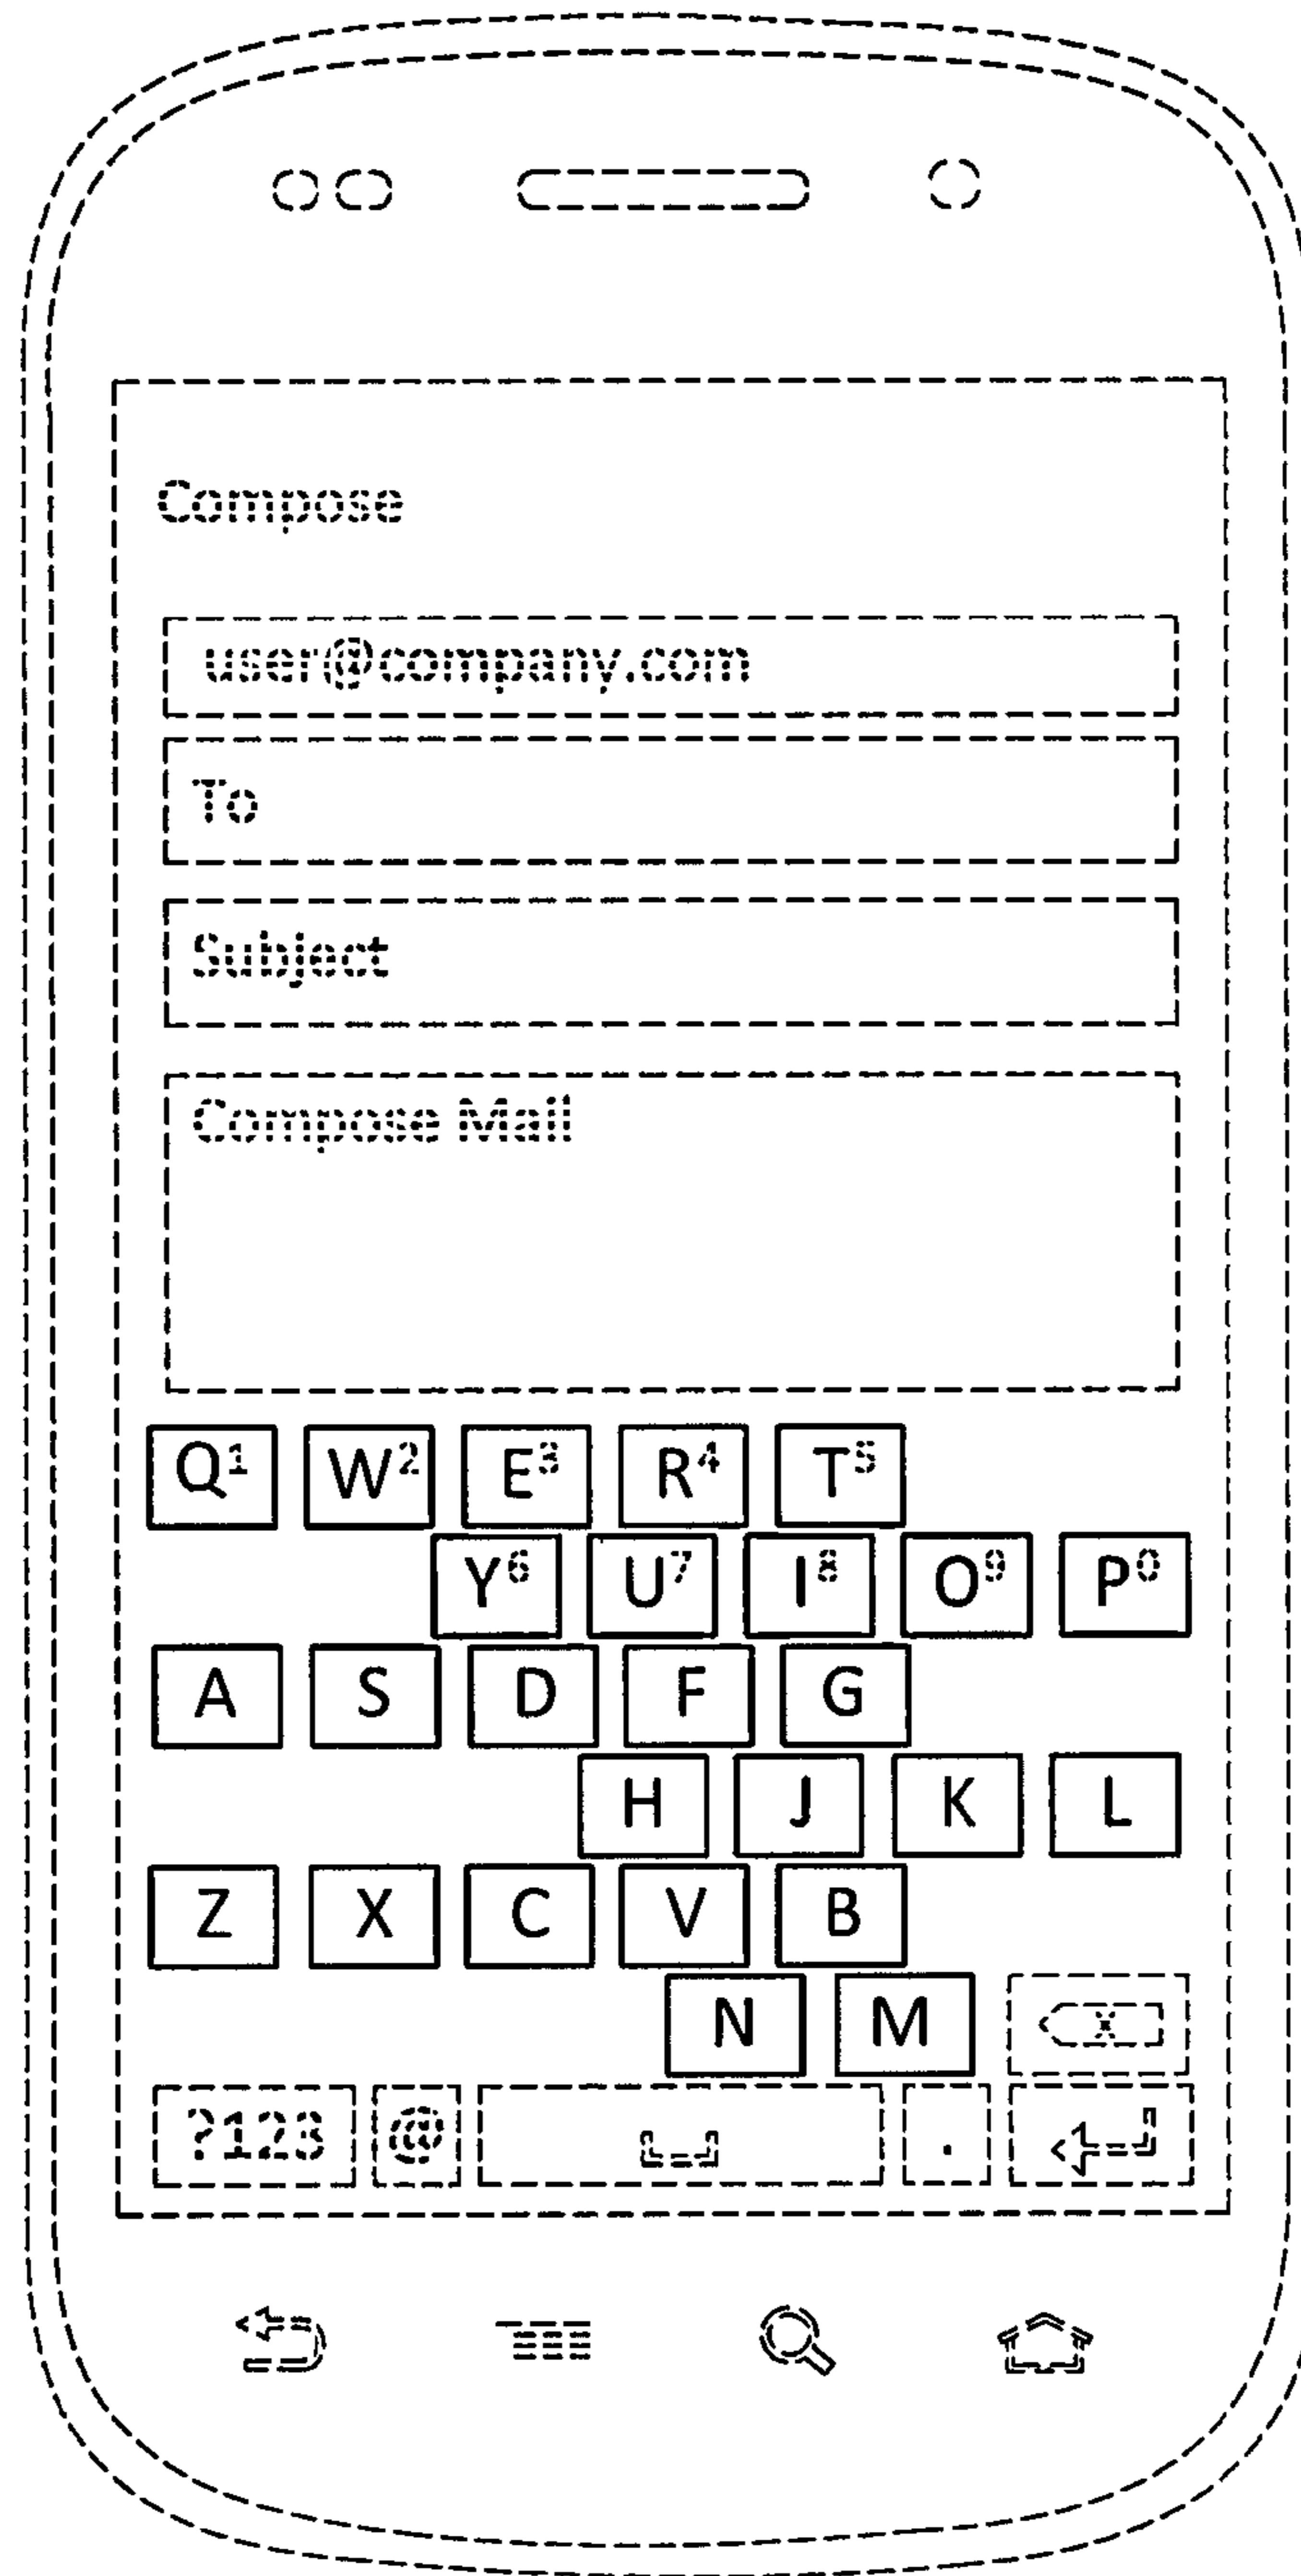 Compose
user@company.com
To
Subject
Compose Mail
Q1 W2 E3 R4 T5
Y6 U7 I8 O9 P0
A S D F G
H J K L
Z X C V B
N M X
?123 @ .